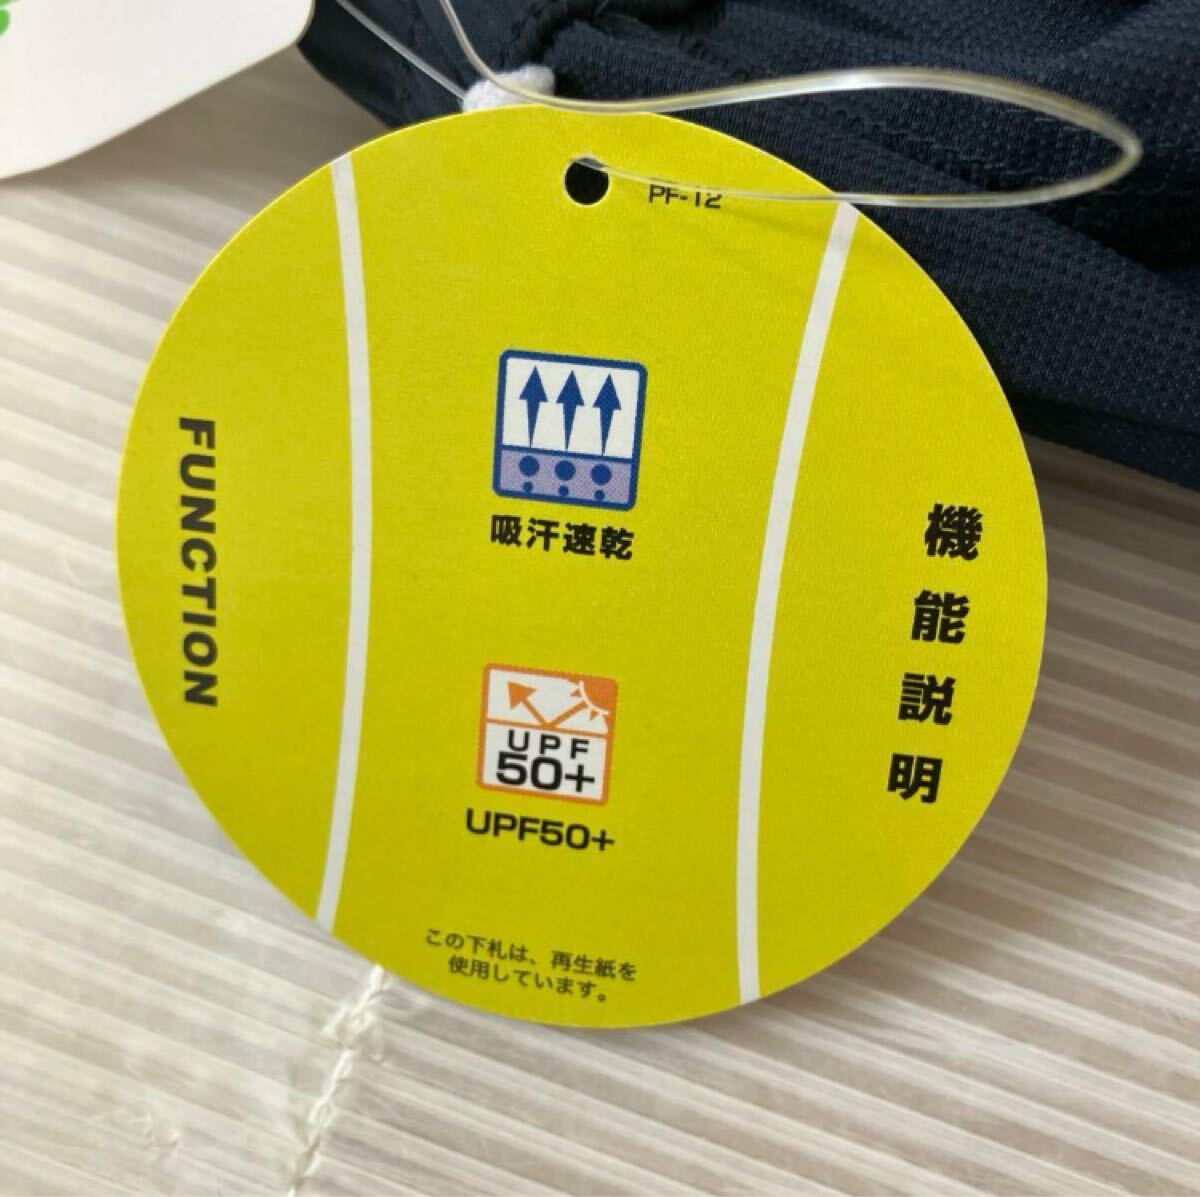 PF-12
FUNCTION
吸汗速乾
機能説明
UPF
50+
UPF50+
この下札は、再生紙を
使用しています。